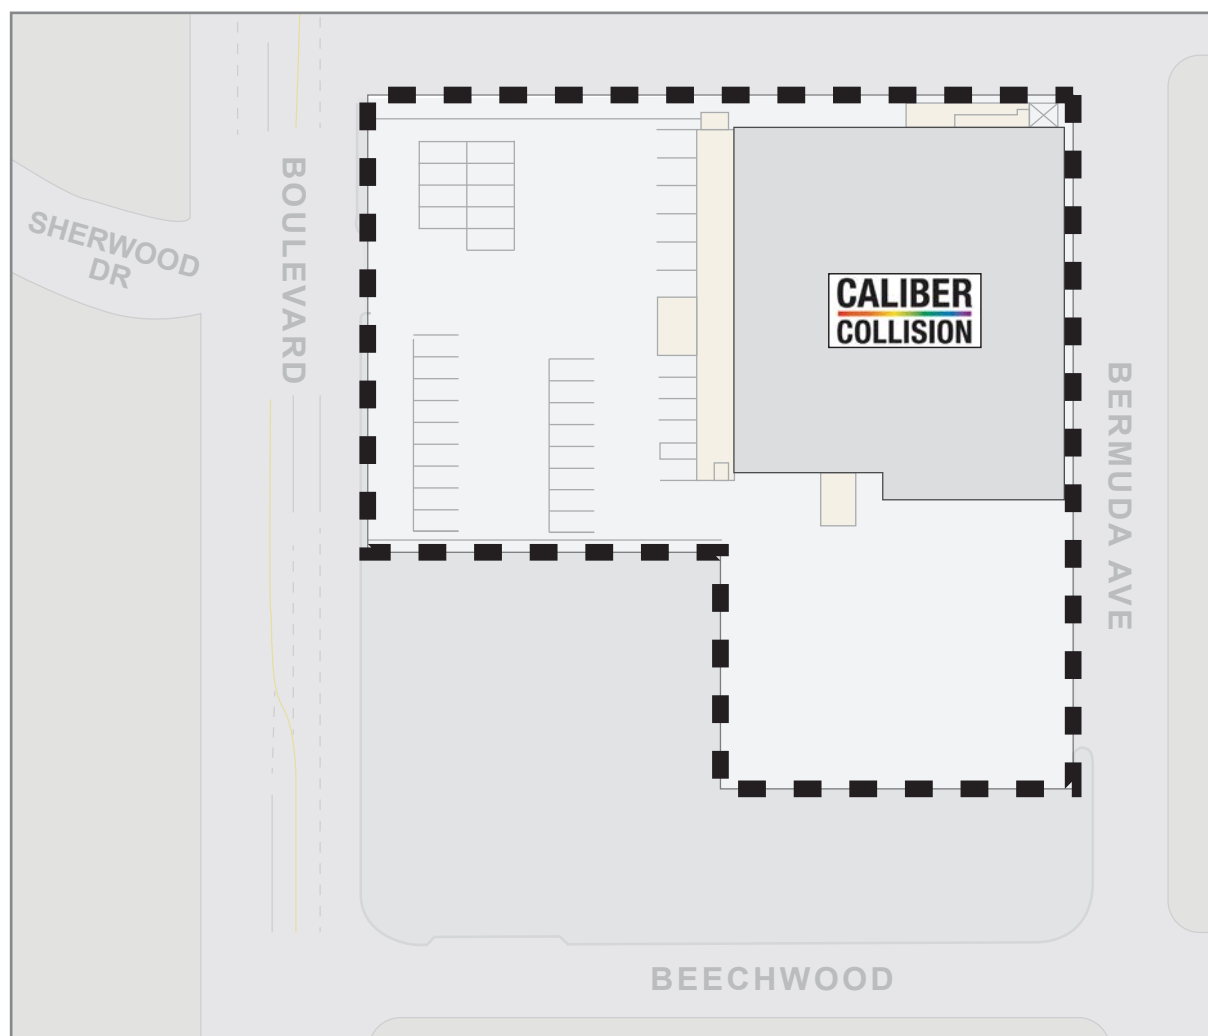 BOULEVARD
SHERWOOD
DR
CALIBER
COLLISION
BERMUDA AVE
BEECHWOOD